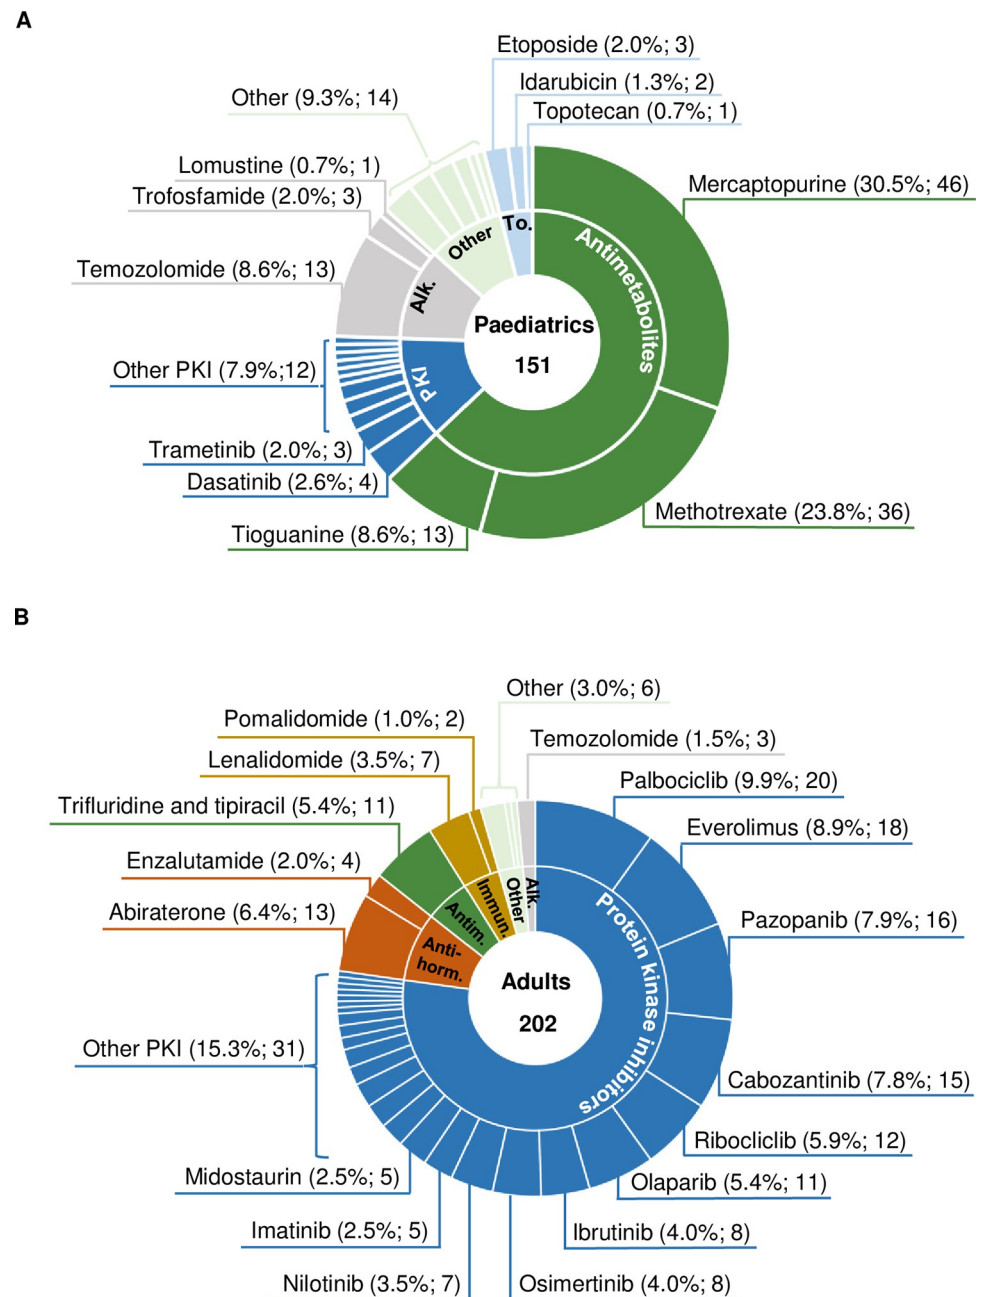 A
Etoposide (2.0%; 3)
Idarubicin (1.3%; 2)
Other (9.3%; 14)
Topotecan (0.7%; 1)
Lomustine (0.7%; 1)
Mercaptopurine (30.5%; 46)
Trofosfamide (2.0%; 3)
To.
Other
Antimetabolites
Temozolomide (8.6%; 13)
Alk.
Paediatrics
151
Other PKI (7.9%;12)
PKI
Trametinib (2.0%; 3)
Dasatinib (2.6%; 4)
Methotrexate (23.8%; 36)
Tioguanine (8.6%; 13)
B
Other (3.0%; 6)
Pomalidomide (1.0%; 2)
Temozolomide (1.5%; 3)
Lenalidomide (3.5%; 7)
Palbociclib (9.9%; 20)
Trifluridine and tipiracil (5.4%; 11)
Everolimus (8.9%; 18)
Enzalutamide (2.0%; 4)
Abiraterone (6.4%; 13)
Pazopanib (7.9%; 16)
Alk.
Other
Immun.
Antim.
Anti-
horm.
Protein kinase inhibitors
Adults
202
Other PKI (15.3%; 31)
Cabozantinib (7.8%; 15)
Ribocliclib (5.9%; 12)
Midostaurin (2.5%; 5)
Olaparib (5.4%; 11)
Imatinib (2.5%; 5)
Ibrutinib (4.0%; 8)
Nilotinib (3.5%; 7)
Osimertinib (4.0%; 8)